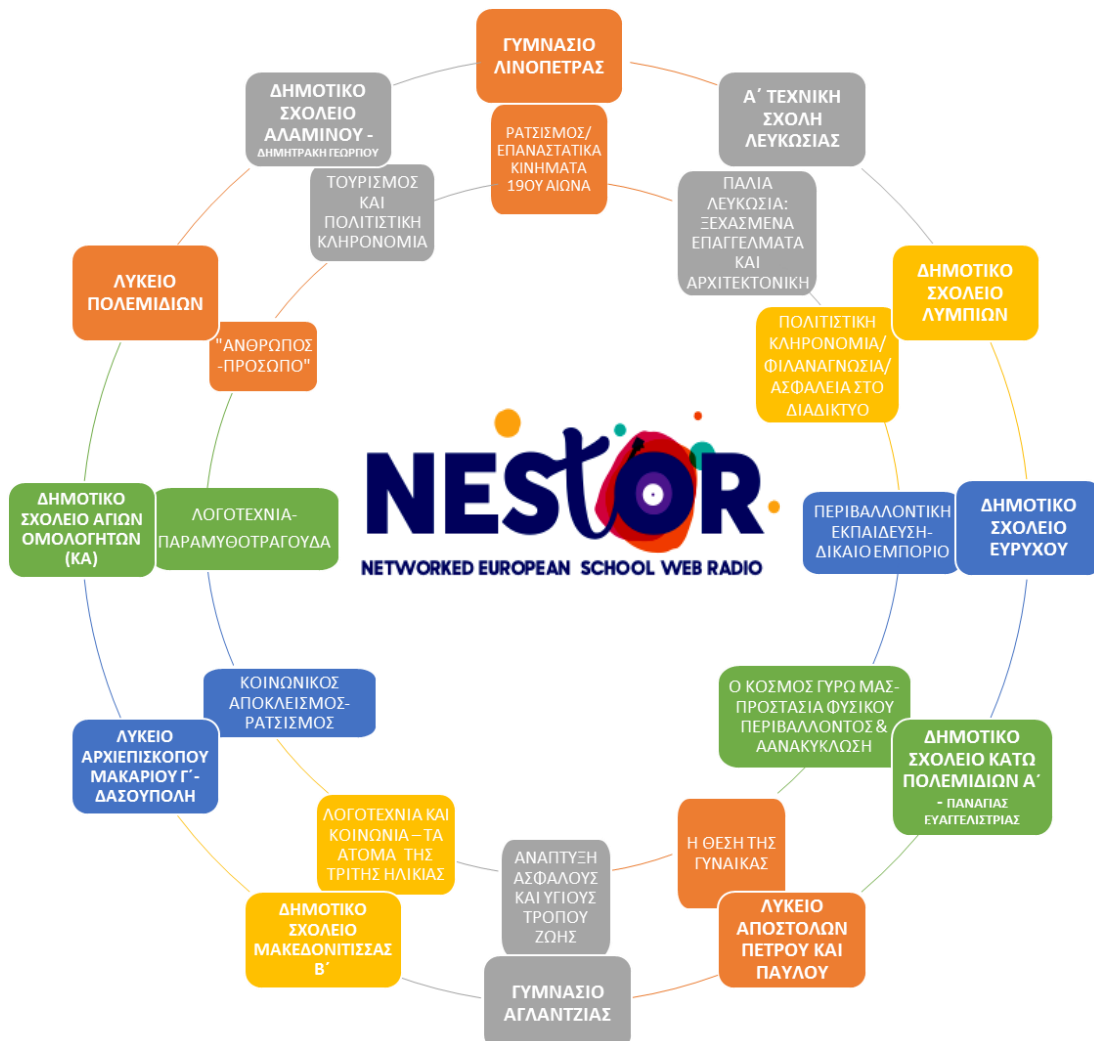 ΓΥΜΝΑΣΙΟ
ΛΙΝΟΠΕΤΡΑΣ
ΡΑΤΣΙΣΜΟΣ/
ΕΠΑΝΑΣΤΑΤΙΚΑ
ΚΙΝΗΜΑΤΑ
19ΟΥ ΑΙΩΝΑ
Α΄ ΤΕΧΝΙΚΗ
ΣΧΟΛΗ
ΛΕΥΚΩΣΙΑΣ
ΠΑΛΙΑ
ΛΕΥΚΩΣΙΑ:
ΞΕΧΑΣΜΕΝΑ
ΕΠΑΓΓΕΛΜΑΤΑ
ΚΑΙ
ΑΡΧΙΤΕΚΤΟΝΙΚΗ
ΔΗΜΟΤΙΚΟ
ΣΧΟΛΕΙΟ
ΛΥΜΠΙΩΝ
ΠΟΛΙΤΙΣΤΙΚΗ
ΚΛΗΡΟΝΟΜΙΑ/
ΦΙΛΑΝΑΓΝΩΣΙΑ/
ΑΣΦΑΛΕΙΑ ΣΤΟ
ΔΙΑΔΙΚΤΥΟ
ΔΗΜΟΤΙΚΟ
ΣΧΟΛΕΙΟ
ΕΥΡΥΧΟΥ
ΠΕΡΙΒΑΛΛΟΝΤΙΚΗ
ΕΚΠΑΙΔΕΥΣΗ-
ΔΙΚΑΙΟ ΕΜΠΟΡΙΟ
ΔΗΜΟΤΙΚΟ
ΣΧΟΛΕΙΟ ΚΑΤΩ
ΠΟΛΕΜΙΔΙΩΝ Α΄
- ΠΑΝΑΓΙΑΣ
ΕΥΑΓΓΕΛΙΣΤΡΙΑΣ
Ο ΚΟΣΜΟΣ ΓΥΡΩ ΜΑΣ-
ΠΡΟΣΤΑΣΙΑ ΦΥΣΙΚΟΥ
ΠΕΡΙΒΑΛΛΟΝΤΟΣ &
ΑΑΝΑΚΥΚΛΩΣΗ
ΛΥΚΕΙΟ
ΑΠΟΣΤΟΛΩΝ
ΠΕΤΡΟΥ ΚΑΙ
ΠΑΥΛΟΥ
Η ΘΕΣΗ ΤΗΣ
ΓΥΝΑΙΚΑΣ
ΓΥΜΝΑΣΙΟ
ΑΓΛΑΝΤΖΙΑΣ
ΑΝΑΠΤΥΞΗ
ΑΣΦΑΛΟΥΣ
ΚΑΙ ΥΓΙΟΥΣ
ΤΡΟΠΟΥ
ΖΩΗΣ
ΔΗΜΟΤΙΚΟ
ΣΧΟΛΕΙΟ
ΜΑΚΕΔΟΝΙΤΙΣΣΑΣ
Β΄
ΛΟΓΟΤΕΧΝΙΑ ΚΑΙ
ΚΟΙΝΩΝΙΑ – ΤΑ
ΑΤΟΜΑ ΤΗΣ
ΤΡΙΤΗΣ ΗΛΙΚΙΑΣ
ΛΥΚΕΙΟ
ΑΡΧΙΕΠΙΣΚΟΠΟΥ
ΜΑΚΑΡΙΟΥ Γ΄-
ΔΑΣΟΥΠΟΛΗ
ΚΟΙΝΩΝΙΚΟΣ
ΑΠΟΚΛΕΙΣΜΟΣ-
ΡΑΤΣΙΣΜΟΣ
ΔΗΜΟΤΙΚΟ
ΣΧΟΛΕΙΟ ΑΓΙΩΝ
ΟΜΟΛΟΓΗΤΩΝ
(ΚΑ)
ΛΟΓΟΤΕΧΝΙΑ-
ΠΑΡΑΜΥΘΟΤΡΑΓΟΥΔΑ
ΛΥΚΕΙΟ
ΠΟΛΕΜΙΔΙΩΝ
"ΑΝΘΡΩΠΟΣ
-ΠΡΟΣΩΠΟ"
ΔΗΜΟΤΙΚΟ
ΣΧΟΛΕΙΟ
ΑΛΑΜΙΝΟΥ -
ΔΗΜΗΤΡΑΚΗ ΓΕΩΡΓΙΟΥ
ΤΟΥΡΙΣΜΟΣ
ΚΑΙ
ΠΟΛΙΤΙΣΤΙΚΗ
ΚΛΗΡΟΝΟΜΙΑ
NEStOR
NETWORKED EUROPEAN SCHOOL WEB RADIO